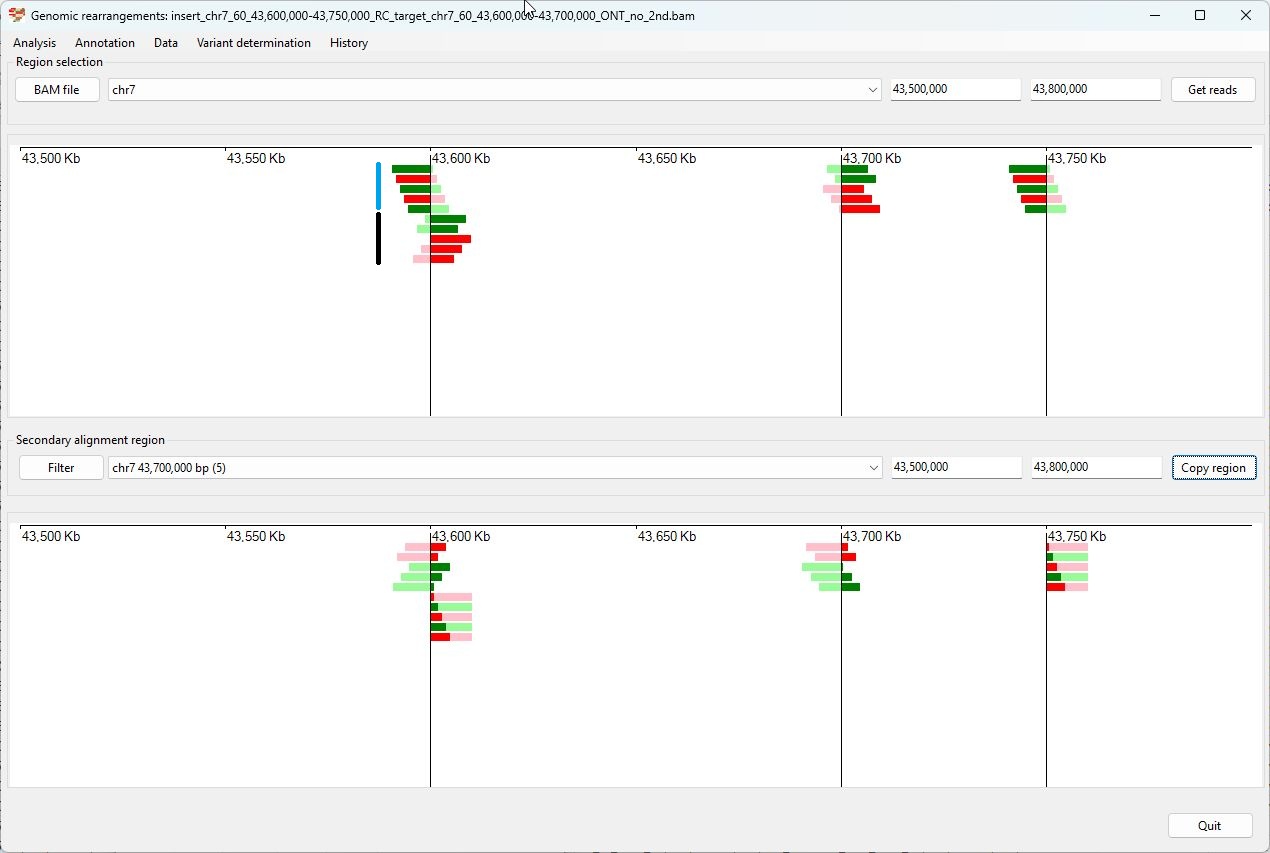 Genomic rearrangements: insert_chr7_60_43,600,000-43,750,000_RC_target_chr7_60_43,600,000-43,700,000_ONT_no_2nd.bam
Analysis Annotation Data Variant determination History
Region selection
BAM file chr7 43,500,000 43,800,000 Get reads
43,500 Kb 43,550 Kb 43,600 Kb 43,650 Kb 43,700 Kb 43,750 Kb
Secondary alignment region
Filter chr7 43,700,000 bp (5) 43,500,000 43,800,000 Copy region
43,500 Kb 43,550 Kb 43,600 Kb 43,650 Kb 43,700 Kb 43,750 Kb
Quit